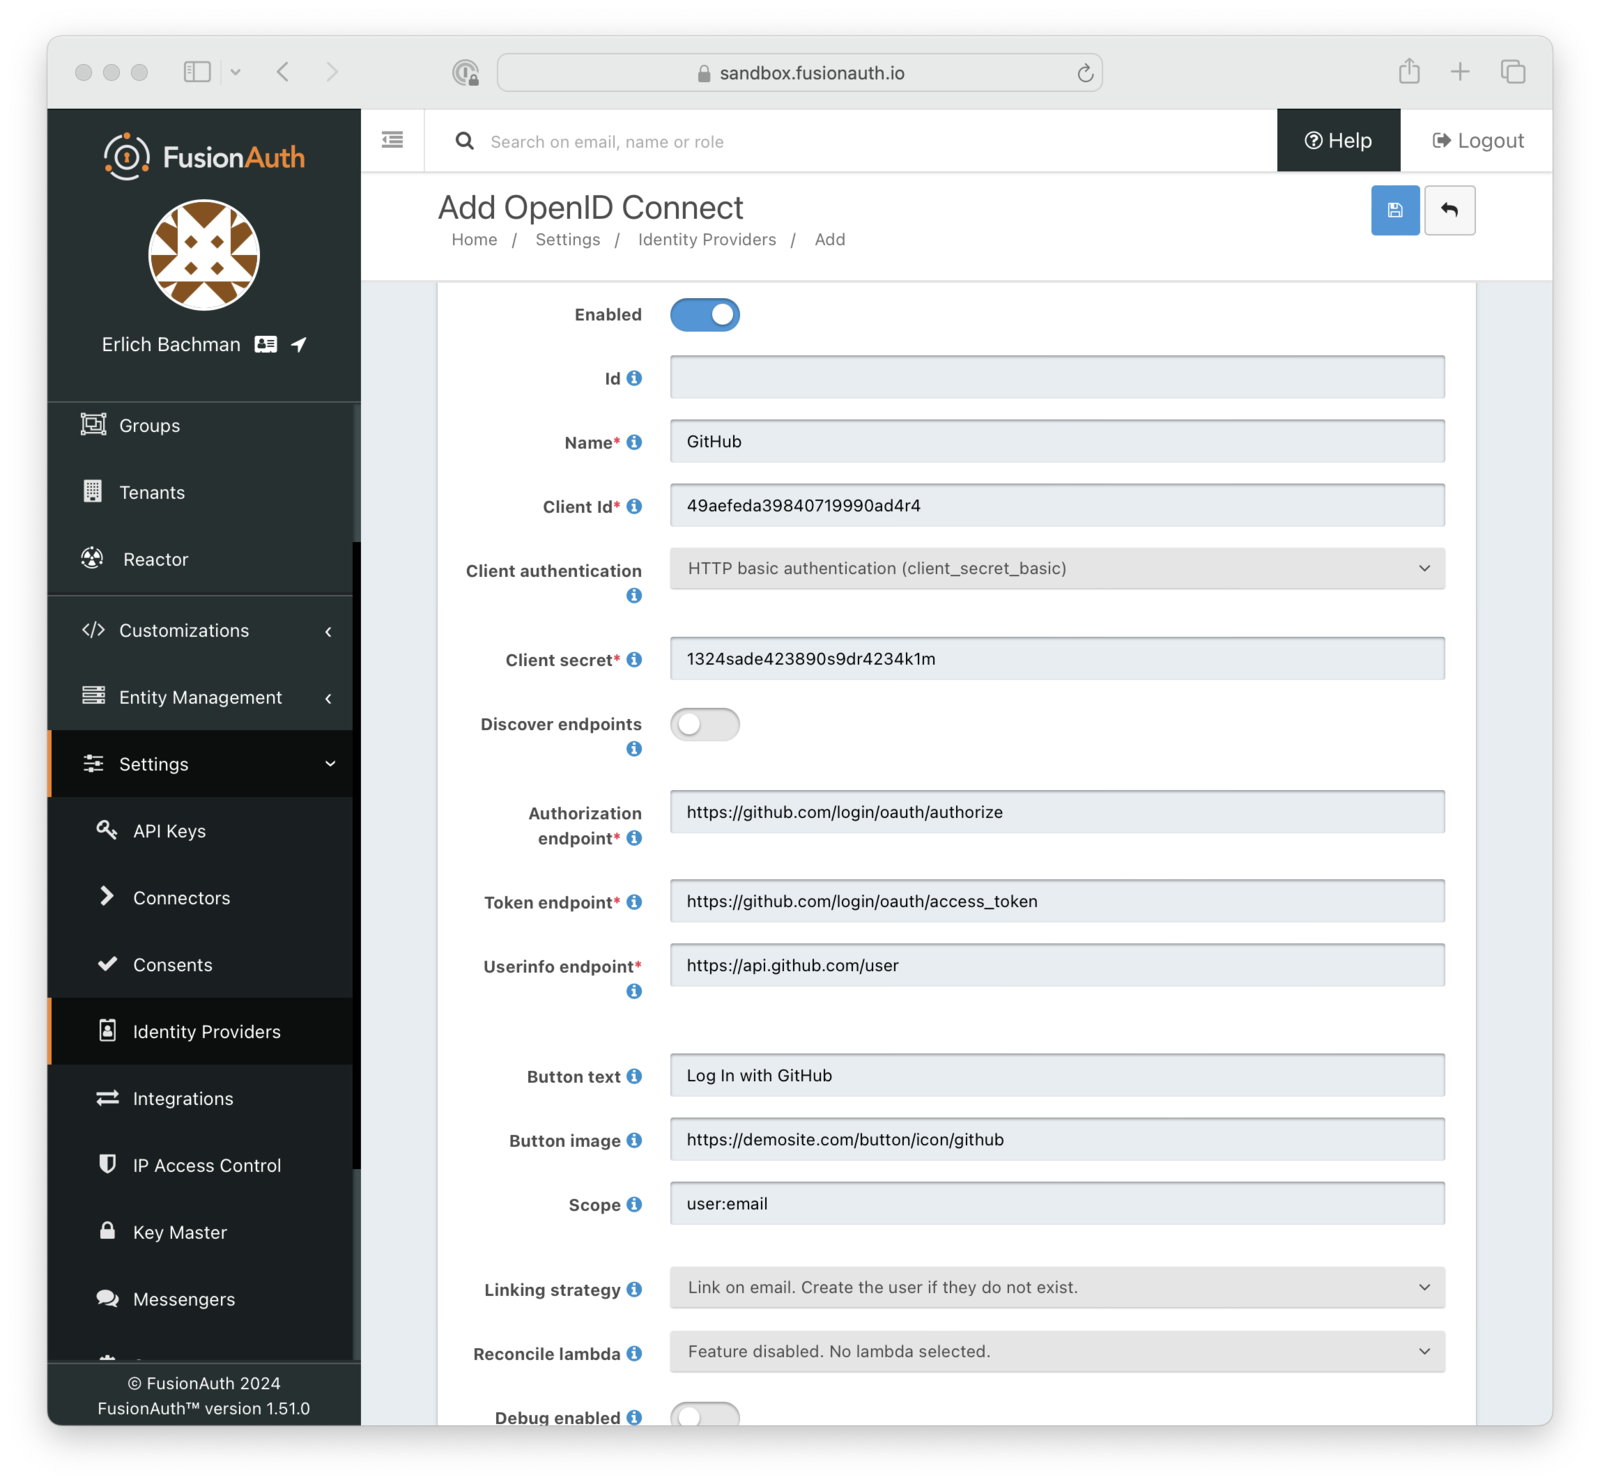 sandbox.fusionauth.io
FusionAuth
Search on email, name or role
Help
Logout
Erlich Bachman
Groups
Tenants
Reactor
Customizations
Entity Management
Settings
API Keys
Connectors
Consents
Identity Providers
Integrations
IP Access Control
Key Master
Messengers
© FusionAuth 2024
FusionAuth™ version 1.51.0
Add OpenID Connect
Home / Settings / Identity Providers / Add
Enabled
Id
Name* GitHub
Client Id* 49aefeda39840719990ad4r4
Client authentication HTTP basic authentication (client_secret_basic)
Client secret* 1324sade423890s9dr4234k1m
Discover endpoints
Authorization
endpoint* https://github.com/login/oauth/authorize
Token endpoint* https://github.com/login/oauth/access_token
Userinfo endpoint* https://api.github.com/user
Button text Log In with GitHub
Button image https://demosite.com/button/icon/github
Scope user:email
Linking strategy Link on email. Create the user if they do not exist.
Reconcile lambda Feature disabled. No lambda selected.
Debug enabled